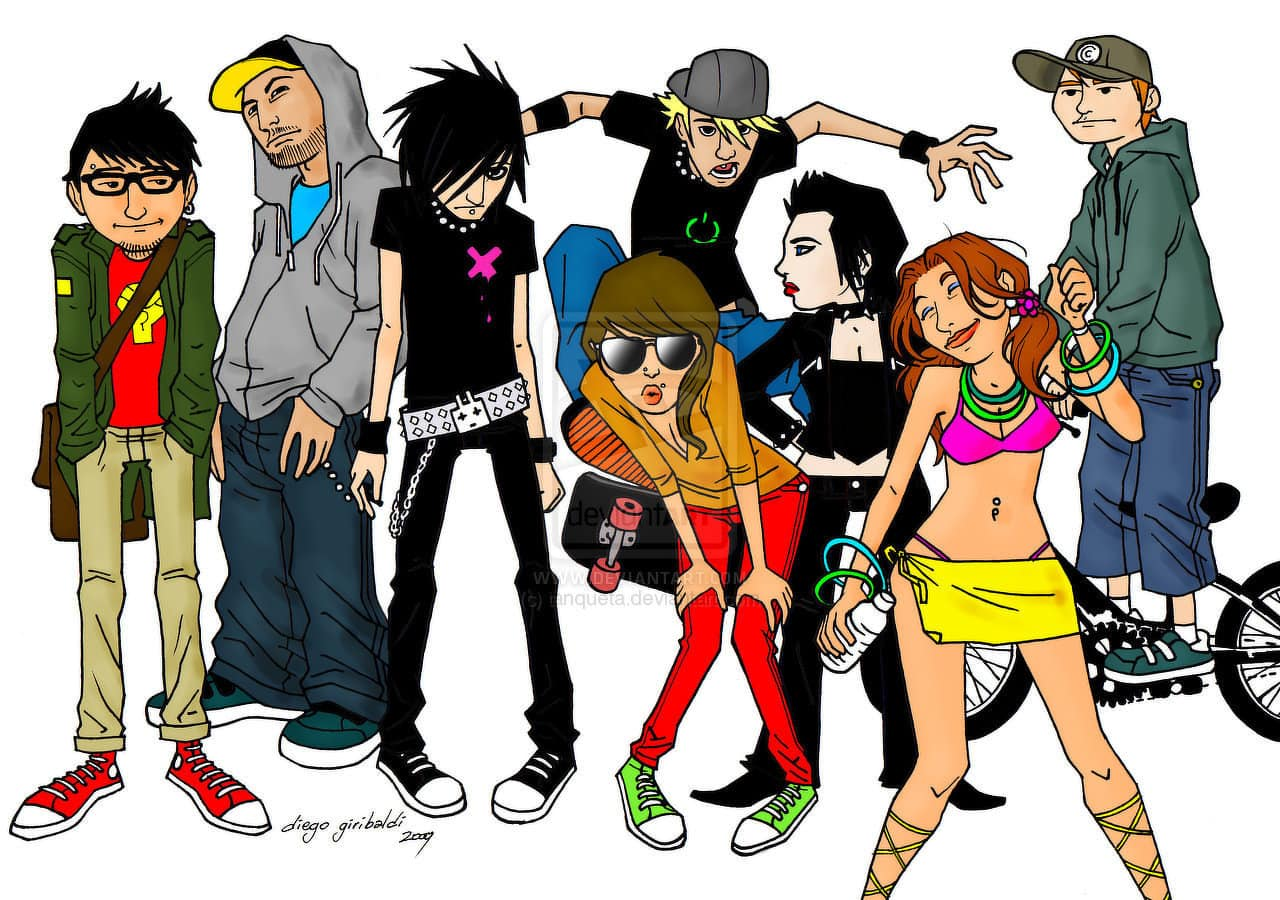 C
?
deviantART
WWW.DEVIANTART.COM
(c) tanqueta.deviantart.com
diego giribaldi
2009